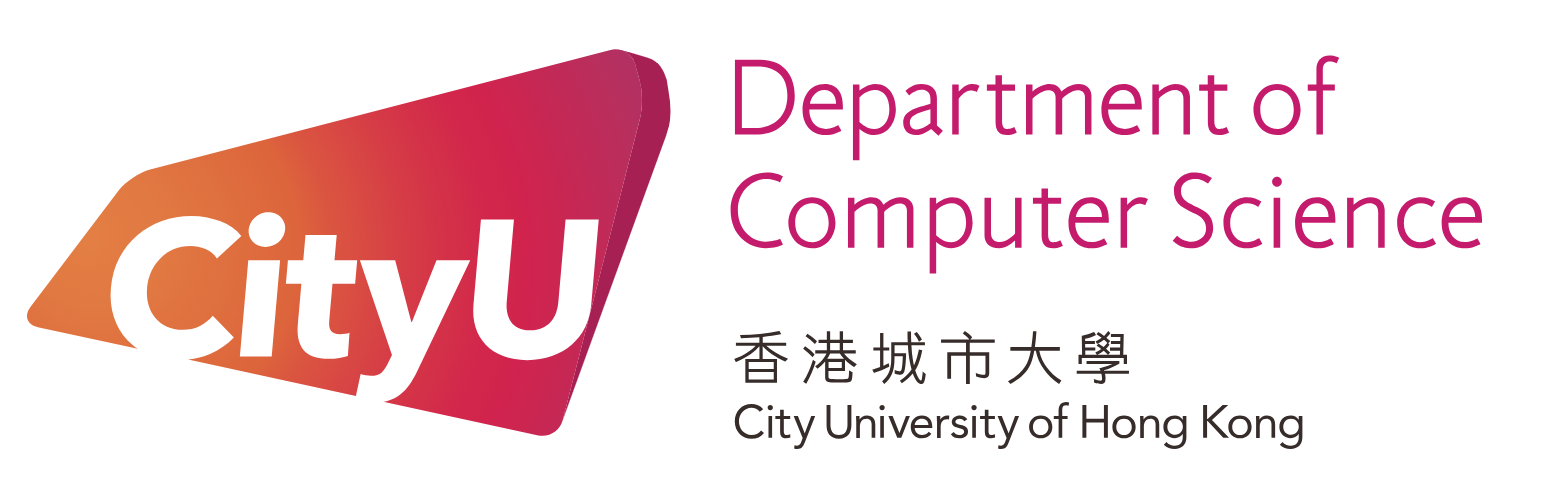 CityU
Department of
Computer Science
香港城市大學
City University of Hong Kong